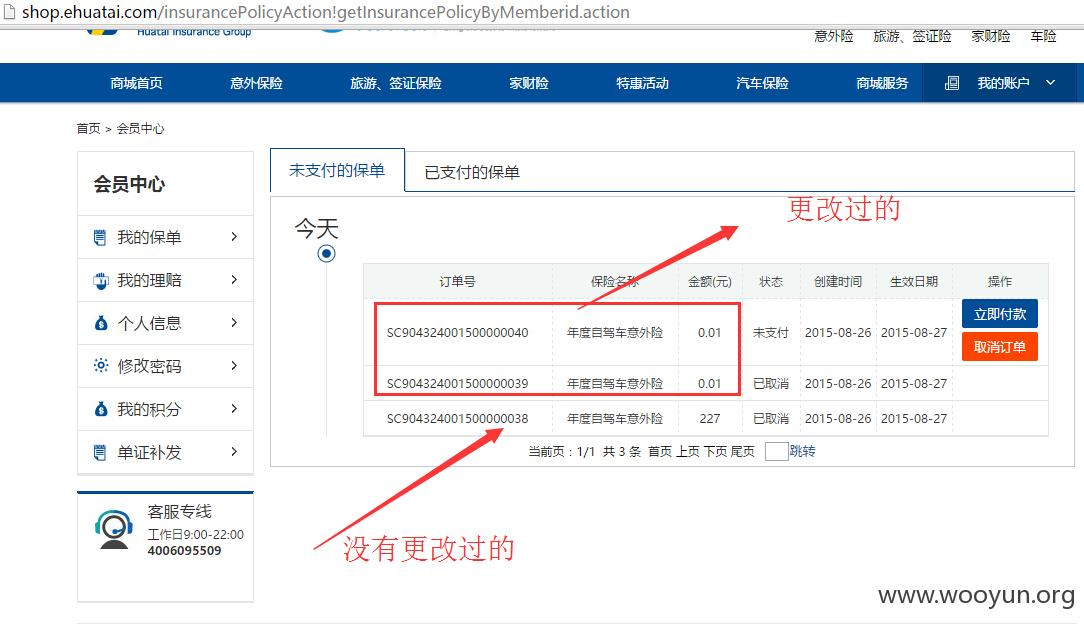 shop.ehuatai.com/insurancePolicyAction!getInsurancePolicyByMemberid.action
Huatai Insurance Group
意外险 旅游、签证险 家财险 车险
商城首页 意外保险 旅游、签证保险 家财险 特惠活动 汽车保险 商城服务 我的账户
首页 > 会员中心
会员中心
我的保单
我的理赔
个人信息
修改密码
我的积分
单证补发
客服专线
工作日9:00-22:00
4006095509
未支付的保单 已支付的保单
更改过的
今天
订单号 保险名称 金额(元) 状态 创建时间 生效日期 操作
SC904324001500000040 年度自驾车意外险 0.01 未支付 2015-08-26 2015-08-27 立即付款
取消订单
SC904324001500000039 年度自驾车意外险 0.01 已取消 2015-08-26 2015-08-27
SC904324001500000038 年度自驾车意外险 227 已取消 2015-08-26 2015-08-27
当前页：1/1 共 3 条 首页 上页 下页 尾页 跳转
没有更改过的
www.wooyun.org